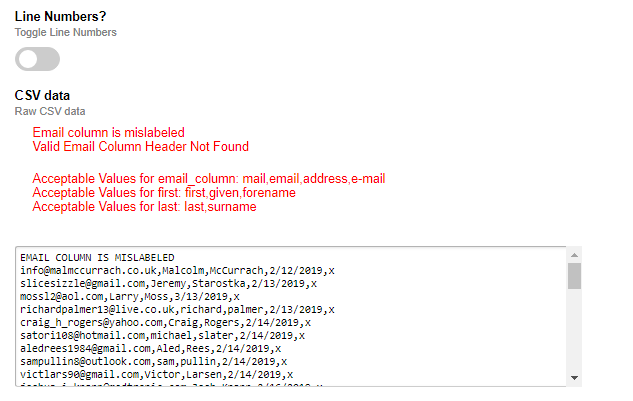 Line Numbers?
Toggle Line Numbers
CSV data
Raw CSV data
Email column is mislabeled
Valid Email Column Header Not Found
Acceptable Values for email_column: mail,email,address,e-mail
Acceptable Values for first: first,given,forename
Acceptable Values for last: last,surname
EMAIL COLUMN IS MISLABELED
info@malmccurrach.co.uk,Malcolm,McCurrach,2/12/2019,x
slicesizzle@gmail.com,Jeremy,Starostka,2/13/2019,x
mossl2@aol.com,Larry,Moss,3/13/2019,x
richardpalmer13@live.co.uk,richard,palmer,2/13/2019,x
craig_h_rogers@yahoo.com,Craig,Rogers,2/14/2019,x
satori108@hotmail.com,michael,slater,2/14/2019,x
aledrees1984@gmail.com,Aled,Rees,2/14/2019,x
sampullin8@outlook.com,sam,pullin,2/14/2019,x
victlars90@gmail.com,Victor,Larsen,2/14/2019,x